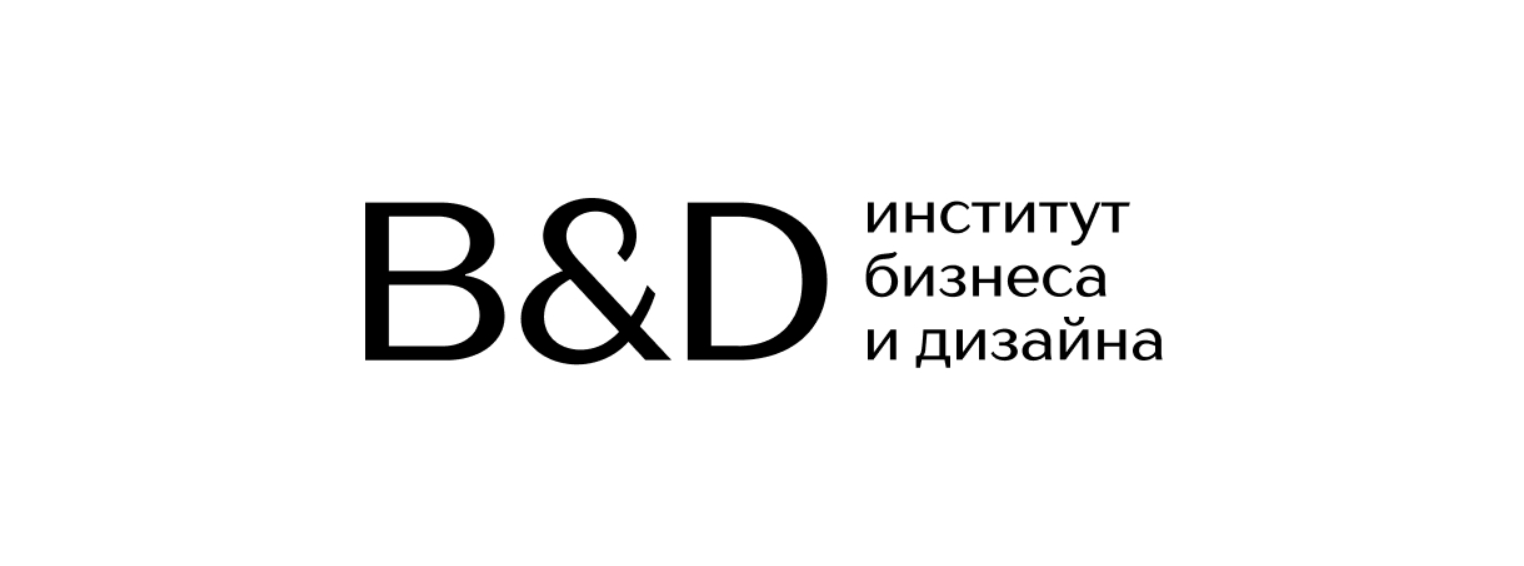 B&D
институт
бизнеса
и дизайна